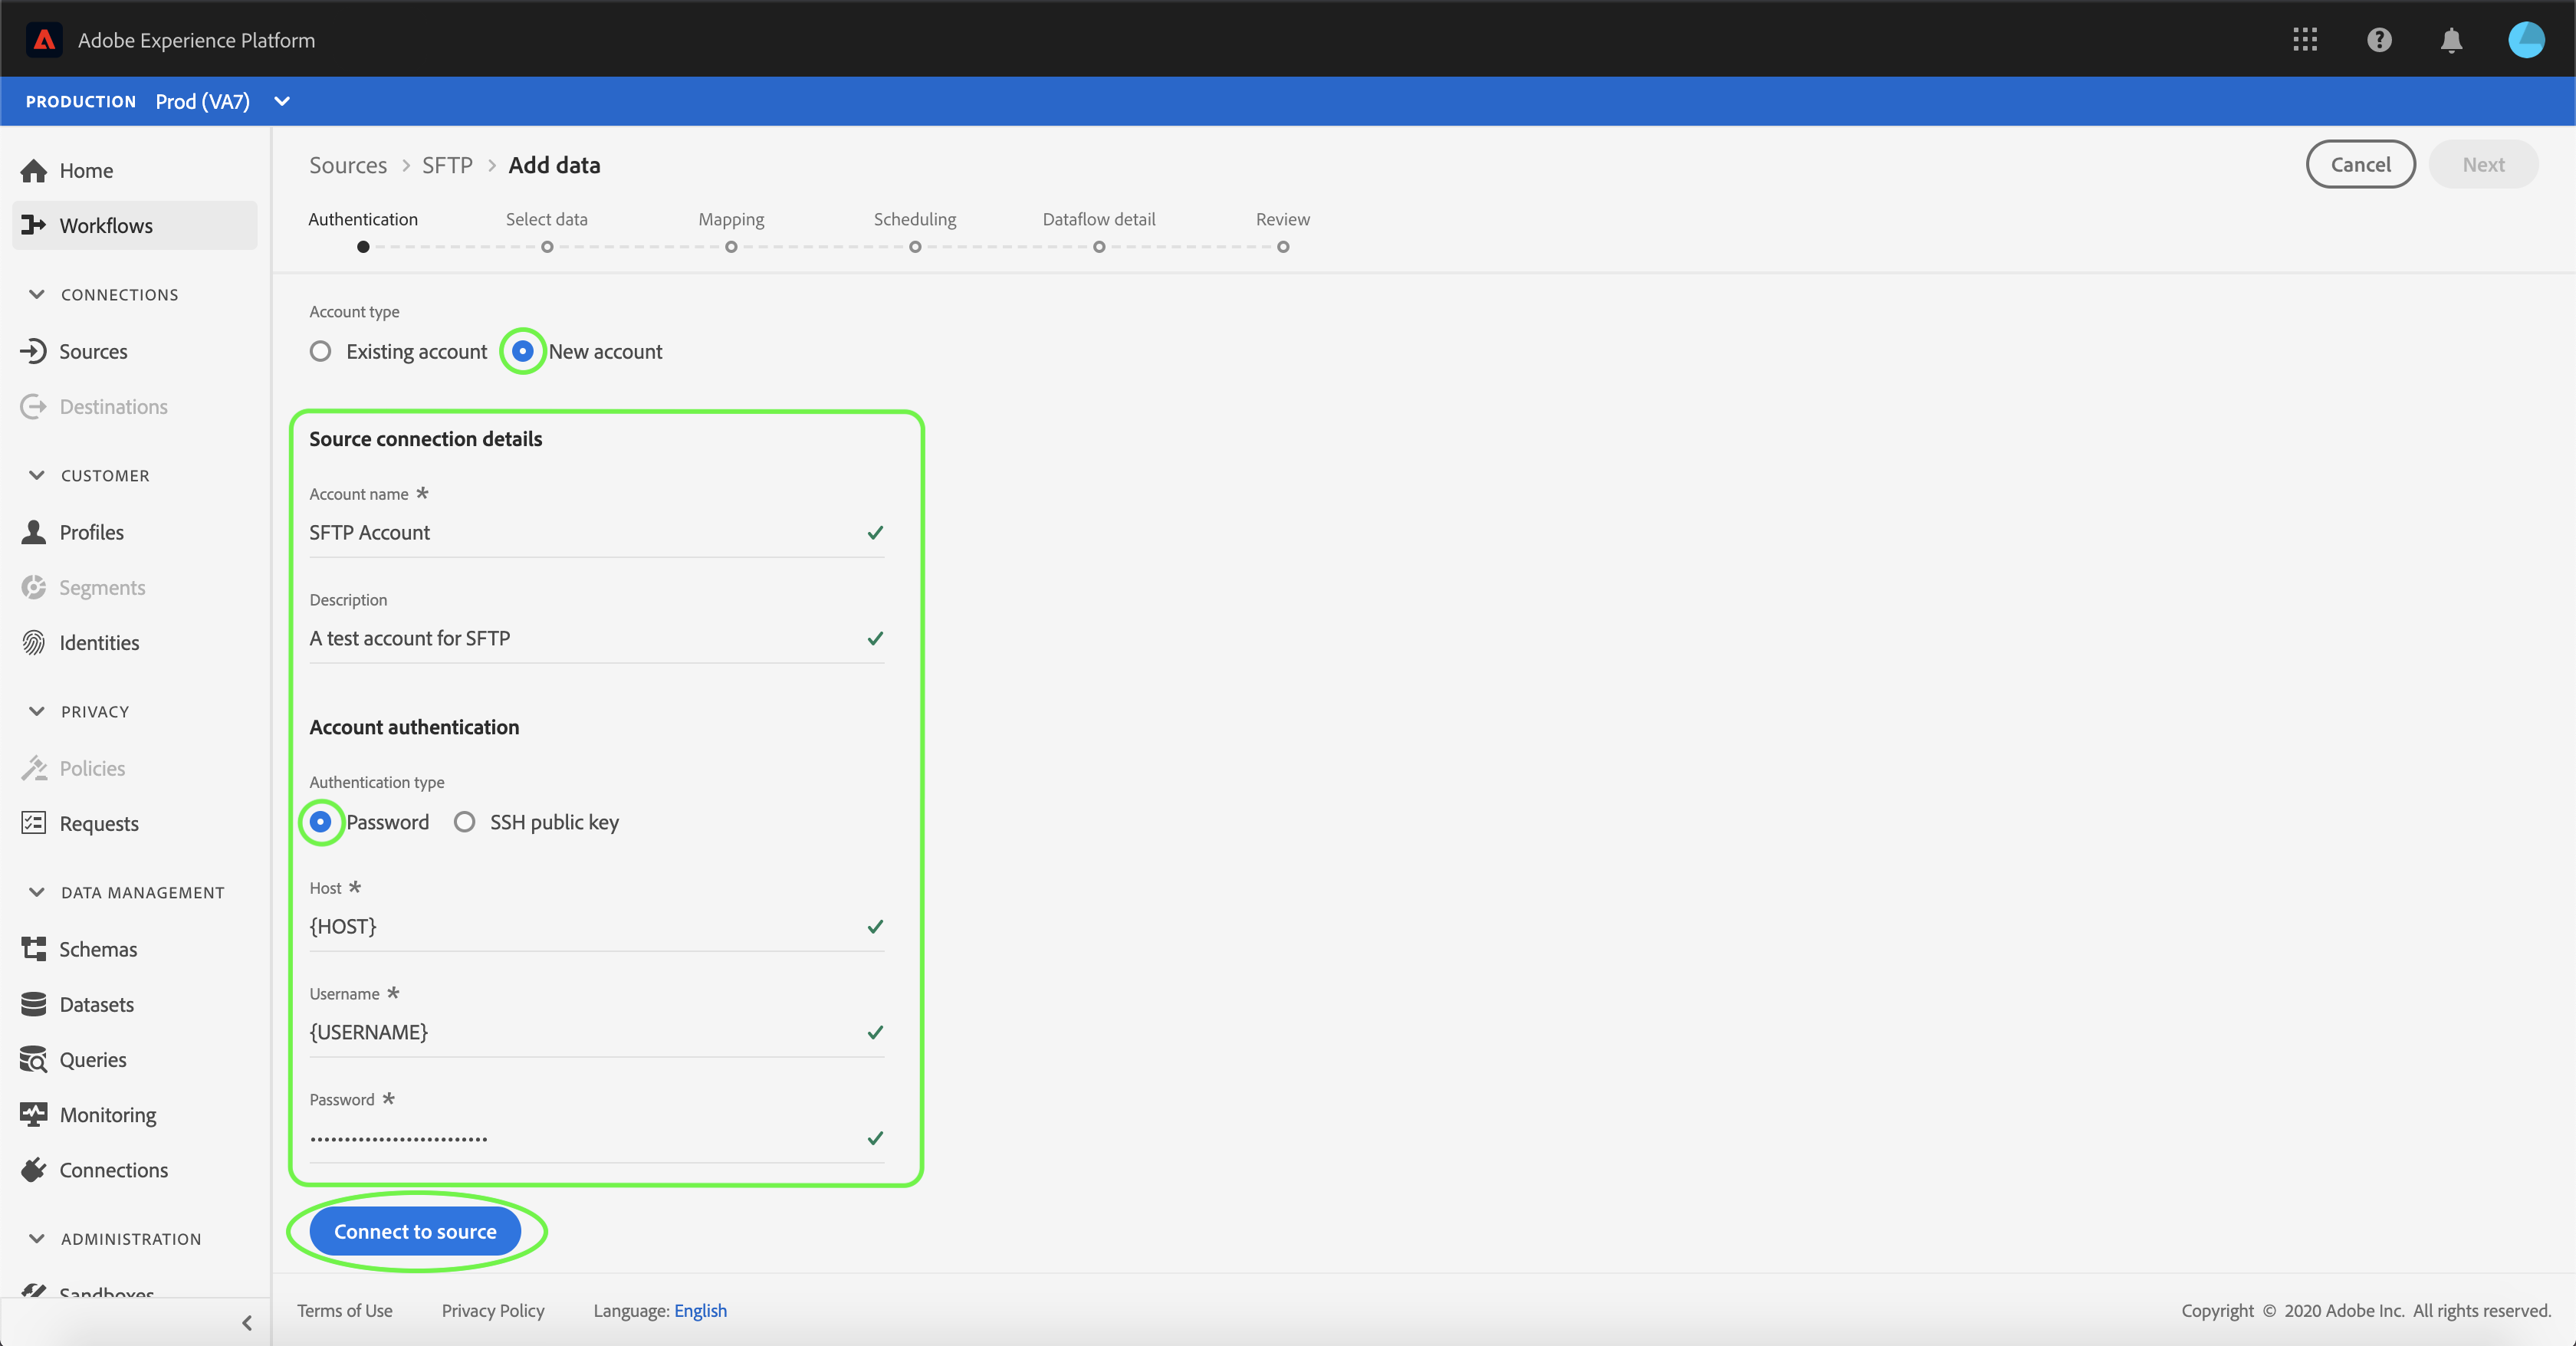 Adobe Experience Platform
PRODUCTION Prod (VA7)
Home
Workflows
CONNECTIONS
Sources
Destinations
CUSTOMER
Profiles
Segments
Identities
PRIVACY
Policies
Requests
DATA MANAGEMENT
Schemas
Datasets
Queries
Monitoring
Connections
ADMINISTRATION
Sandboxes
Sources > SFTP > Add data
Cancel Next
Authentication Select data Mapping Scheduling Dataflow detail Review
Account type
Existing account New account
Source connection details
Account name *
SFTP Account
Description
A test account for SFTP
Account authentication
Authentication type
Password SSH public key
Host *
{HOST}
Username *
{USERNAME}
Password *
••••••••••••••••••••••••••
Connect to source
Terms of Use Privacy Policy Language: English
Copyright © 2020 Adobe Inc. All rights reserved.